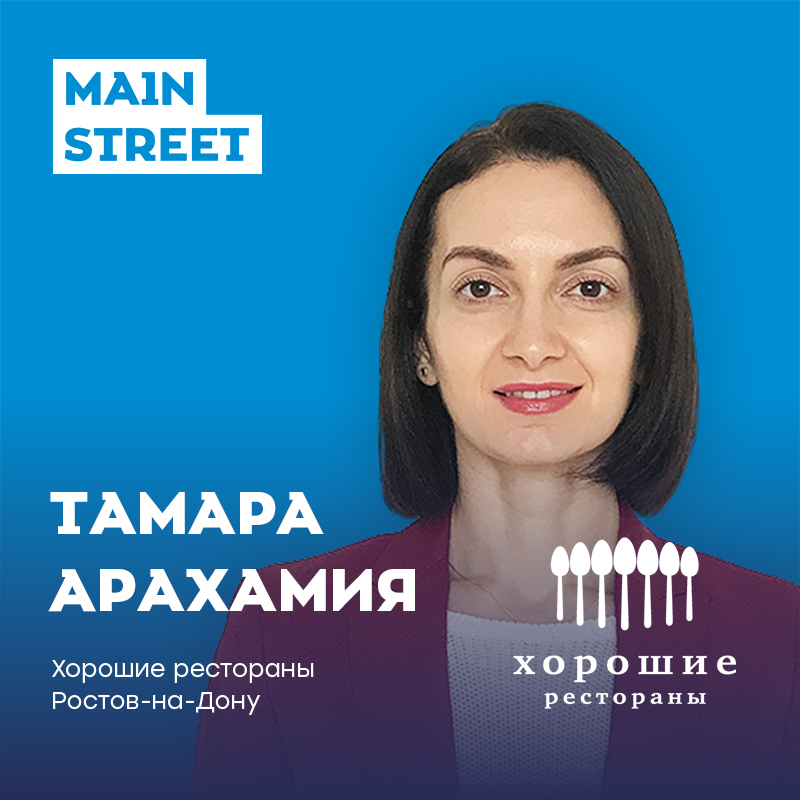 MAIN
STREET
ТАМАРА
АРАХАМИЯ
Хорошие рестораны
Ростов-на-Дону
хорошие
рестораны